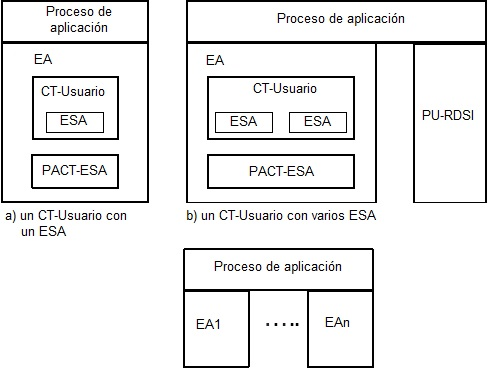 Proceso de
aplicación
EA
CT-Usuario
ESA
PACT-ESA
a) un CT-Usuario con
un ESA
Proceso de aplicación
EA
CT-Usuario
ESA ESA
PACT-ESA
PU-RDSI
b) un CT-Usuario con varios ESA
Proceso de aplicación
EA1 ..... EAn